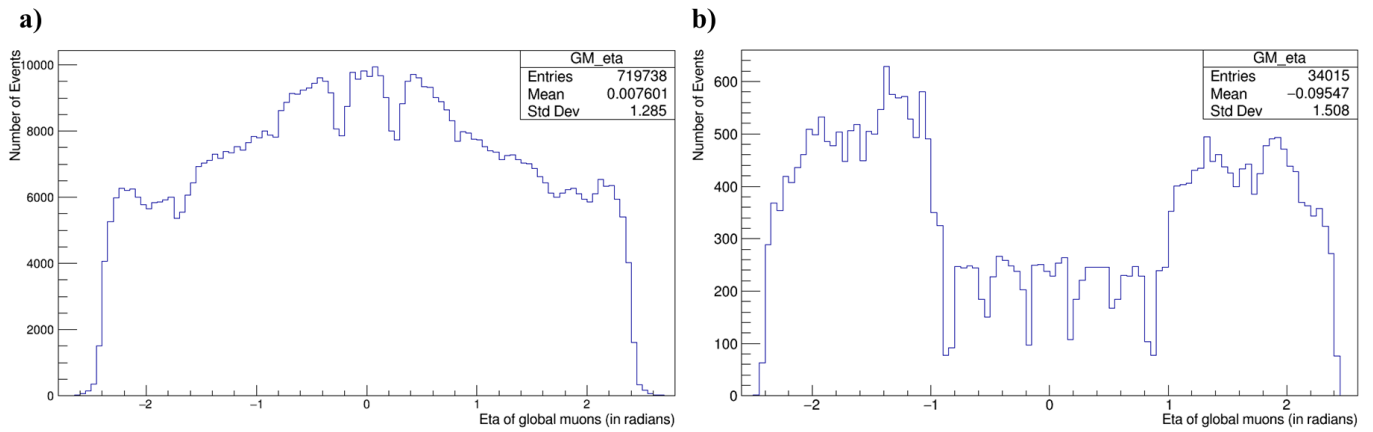 a)
GM_eta
Entries 719738
Mean 0.007601
Std Dev 1.285
Number of Events
10000
8000
6000
4000
2000
0
−2 −1 0 1 2
Eta of global muons (in radians)
b)
GM_eta
Entries 34015
Mean −0.09547
Std Dev 1.508
Number of Events
600
500
400
300
200
100
0
−2 −1 0 1 2
Eta of global muons (in radians)